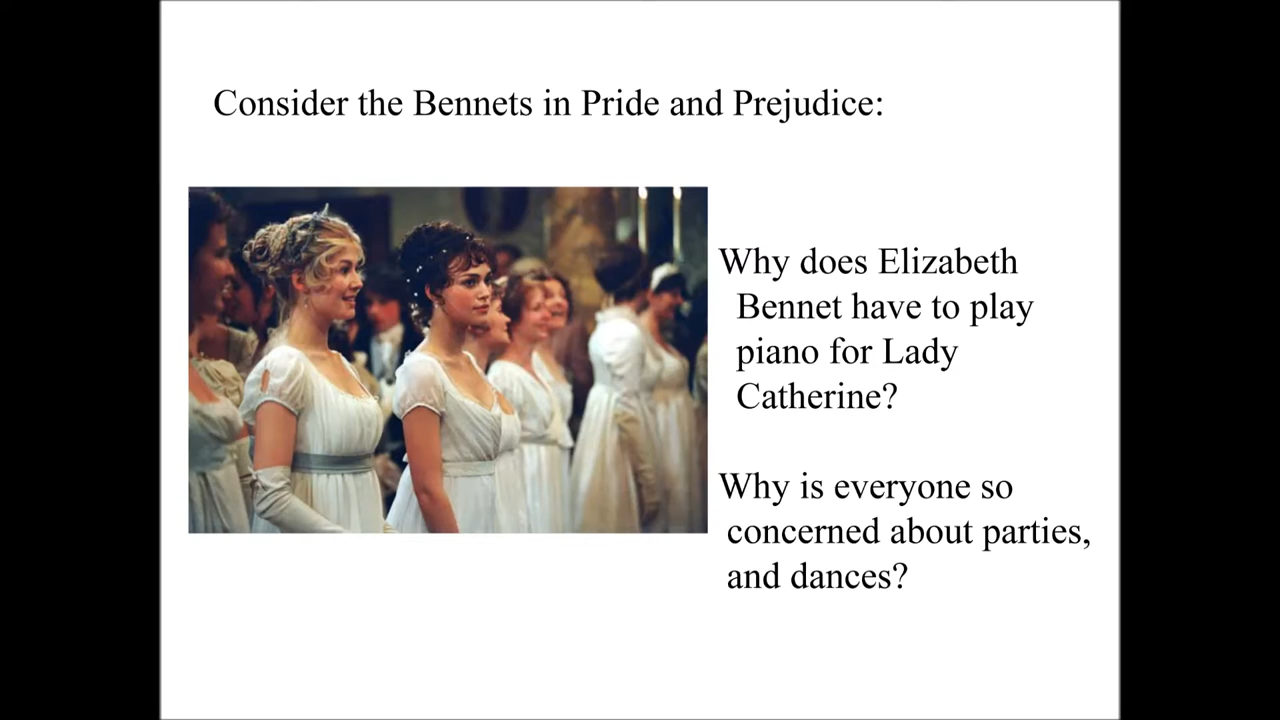 Consider the Bennets in Pride and Prejudice:
Why does Elizabeth
Bennet have to play
piano for Lady
Catherine?
Why is everyone so
concerned about parties,
and dances?